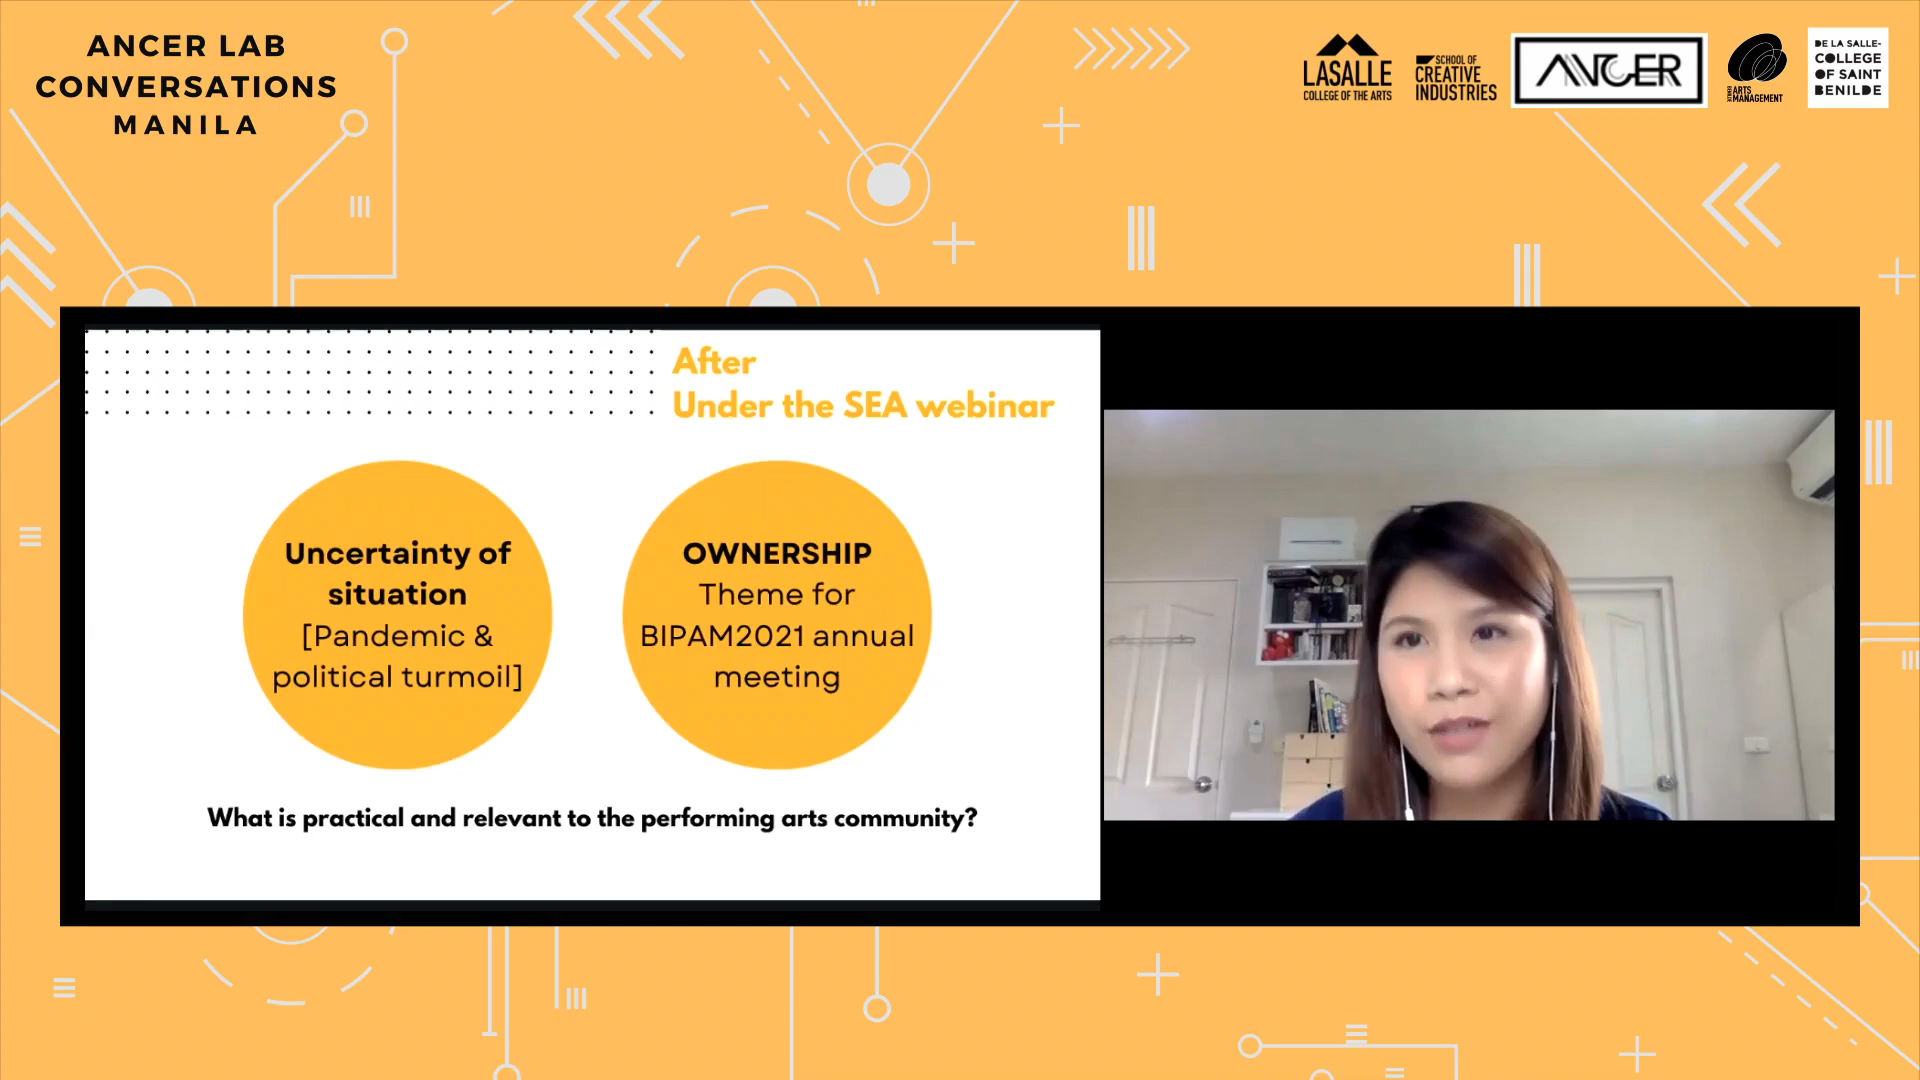 ANCER LAB
CONVERSATIONS
MANILA
LASALLE
COLLEGE OF THE ARTS
SCHOOL OF
CREATIVE
INDUSTRIES
ANCER
BENILDE
ARTS
MANAGEMENT
DE LA SALLE-
COLLEGE
OF SAINT
BENILDE
After
Under the SEA webinar
Uncertainty of
situation
[Pandemic &
political turmoil]
OWNERSHIP
Theme for
BIPAM2021 annual
meeting
What is practical and relevant to the performing arts community?